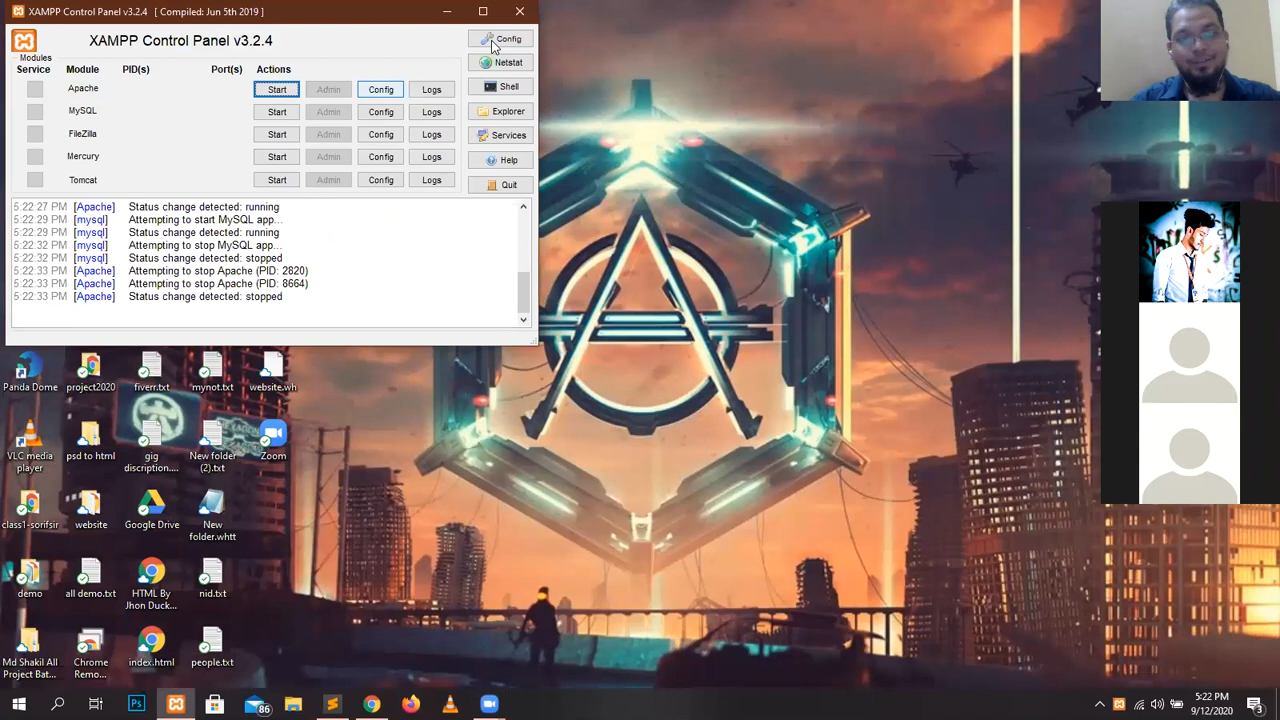 XAMPP Control Panel v3.2.4 [ Compiled: Jun 5th 2019 ]
XAMPP Control Panel v3.2.4
Config
Netstat
Shell
Explorer
Services
Help
Quit
Modules
Service Module PID(s) Port(s) Actions
Apache Start Admin Config Logs
MySQL Start Admin Config Logs
FileZilla Start Admin Config Logs
Mercury Start Admin Config Logs
Tomcat Start Admin Config Logs
5:22:27 PM [Apache] Status change detected: running
5:22:29 PM [mysql] Attempting to start MySQL app...
5:22:29 PM [mysql] Status change detected: running
5:22:32 PM [mysql] Attempting to stop MySQL app...
5:22:32 PM [mysql] Status change detected: stopped
5:22:33 PM [Apache] Attempting to stop Apache (PID: 2820)
5:22:33 PM [Apache] Attempting to stop Apache (PID: 8664)
5:22:33 PM [Apache] Status change detected: stopped
Panda Dome
project2020
fiverr.txt
mynot.txt
website.wh
VLC media
player
psd to html
gig
discription....
New folder
(2).txt
Zoom
class1-sorifsir
website
Google Drive
New
folder.whtt
demo
all demo.txt
HTML By
Jhon Duck...
nid.txt
Md Shakil All
Project Bat...
Chrome
Remo...
index.html
people.txt
Ps
86
5:22 PM
9/12/2020
3